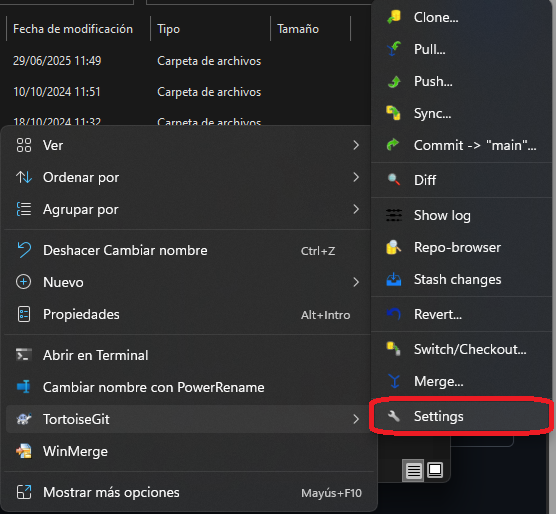 Fecha de modificación
Tipo
Tamaño
29/06/2025 11:49
Carpeta de archivos
10/10/2024 11:51
Carpeta de archivos
18/10/2024 11:32
Carpeta de archivos
Ver
Ordenar por
Agrupar por
Deshacer Cambiar nombre
Ctrl+Z
Nuevo
Propiedades
Alt+Intro
Abrir en Terminal
Cambiar nombre con PowerRename
TortoiseGit
WinMerge
Mostrar más opciones
Mayús+F10
Clone...
Pull...
Push...
Sync...
Commit -> "main"...
Diff
Show log
Repo-browser
Stash changes
Revert...
Switch/Checkout...
Merge...
Settings